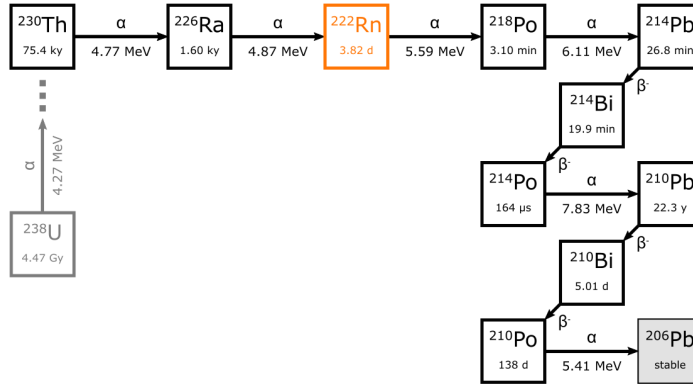 α α α α
²³⁰Th ²²⁶Ra ²²²Rn ²¹⁸Po ²¹⁴Pb
75.4 ky 1.60 ky 3.82 d 3.10 min 26.8 min
4.77 MeV 4.87 MeV 5.59 MeV 6.11 MeV
β⁻
²¹⁴Bi
19.9 min
β⁻
α
4.27 MeV
α
²¹⁴Po ²¹⁰Pb
164 µs 22.3 y
7.83 MeV
β⁻
²³⁸U
4.47 Gy
²¹⁰Bi
5.01 d
β⁻
α
²¹⁰Po ²⁰⁶Pb
138 d stable
5.41 MeV